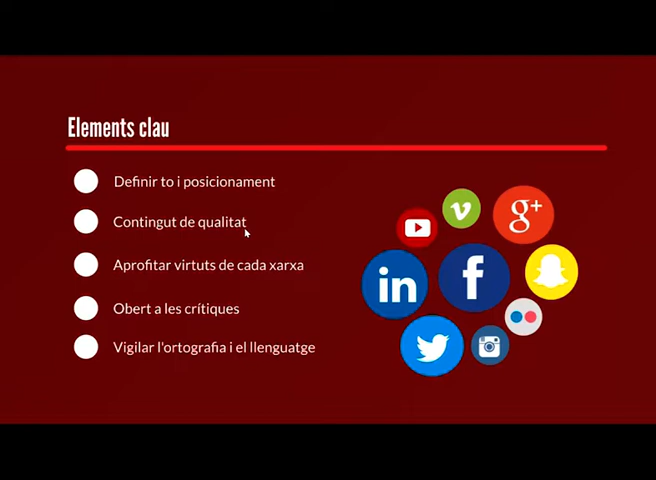 Elements clau
Definir to i posicionament
Contingut de qualitat
Aprofitar virtuts de cada xarxa
Obert a les crítiques
Vigilar l'ortografia i el llenguatge
g+
in
f